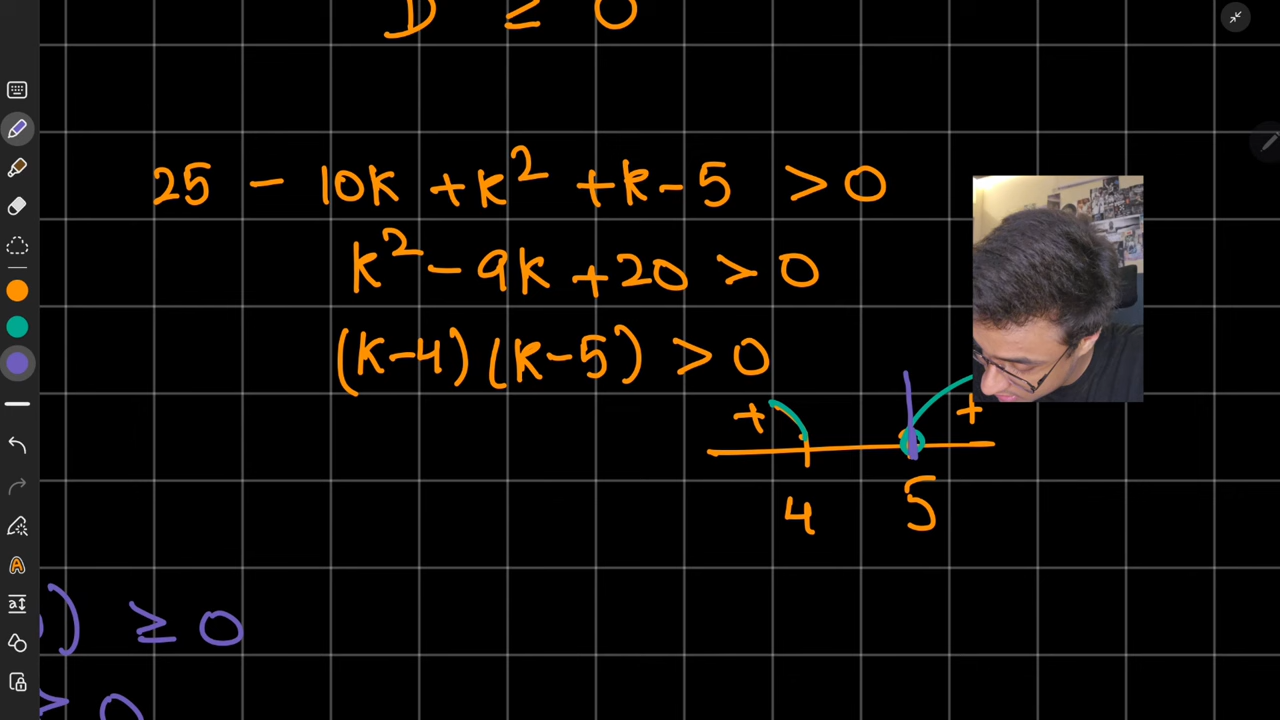 D ≥ 0
25 - 10k + k² + k - 5 > 0
k² - 9k + 20 > 0
(k-4) (k-5) > 0
+ +
4 5
) ≥ 0
0